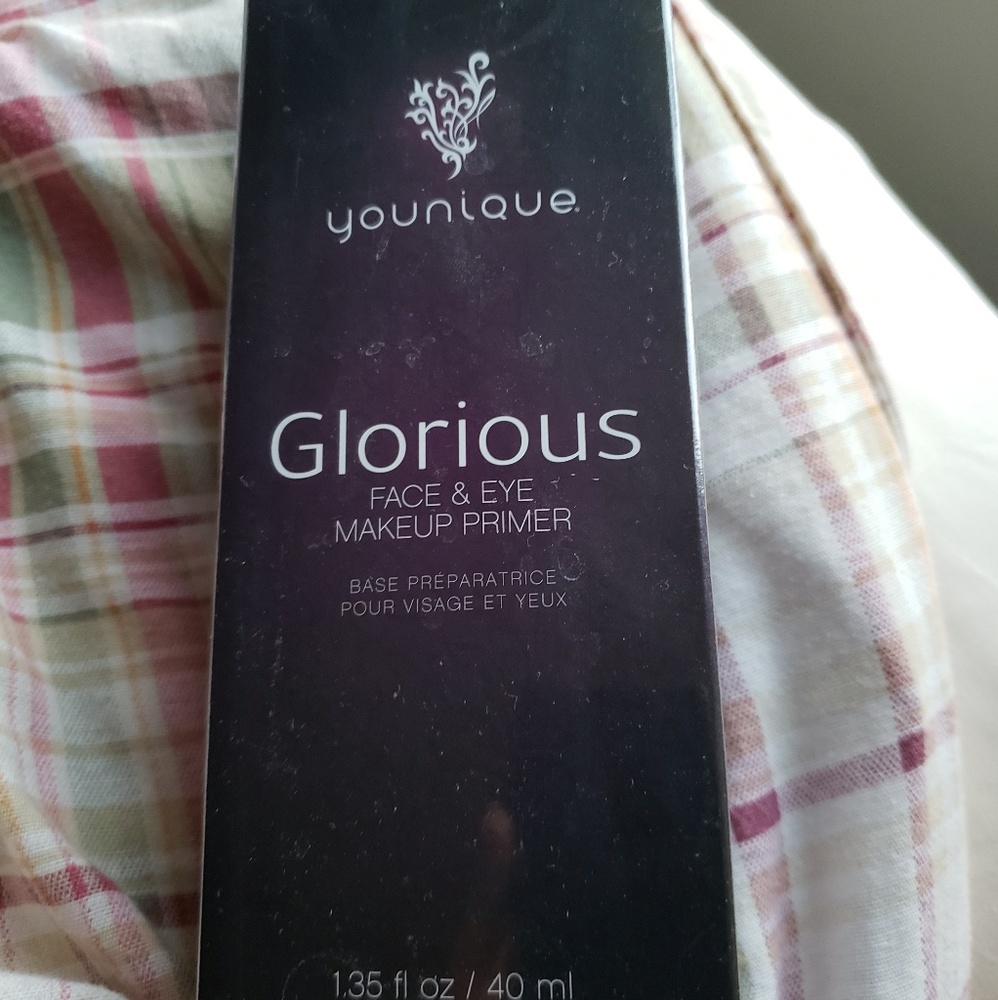 younique
Glorious
FACE & EYE
MAKEUP PRIMER
BASE PRÉPARATRICE
POUR VISAGE ET YEUX
1.35 fl oz / 40 ml